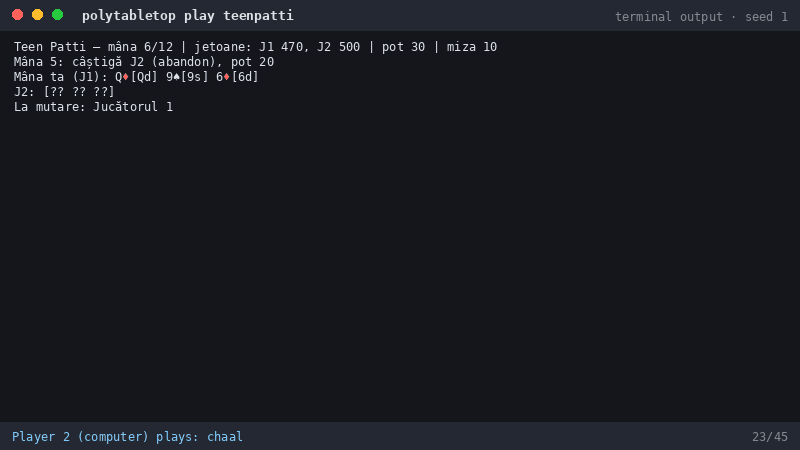 polytabletop play teenpatti
terminal output · seed 1
Teen Patti — mâna 6/12 | jetoane: J1 470, J2 500 | pot 30 | miza 10
Mâna 5: câștigă J2 (abandon), pot 20
Mâna ta (J1): Q♦[Qd] 9♠[9s] 6♦[6d]
J2: [?? ?? ??]
La mutare: Jucătorul 1
Player 2 (computer) plays: chaal
23/45